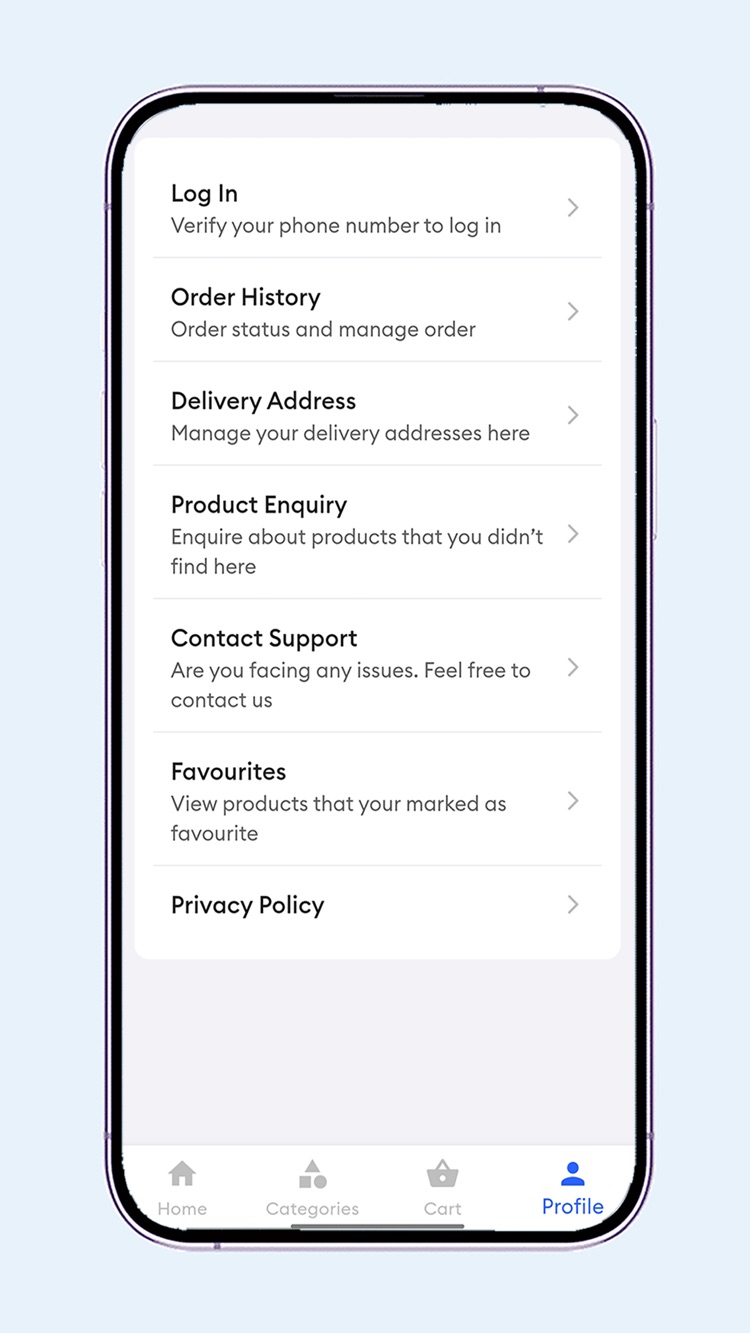 Log In
Verify your phone number to log in
Order History
Order status and manage order
Delivery Address
Manage your delivery addresses here
Product Enquiry
Enquire about products that you didn’t
find here
Contact Support
Are you facing any issues. Feel free to
contact us
Favourites
View products that your marked as
favourite
Privacy Policy
Home
Categories
Cart
Profile